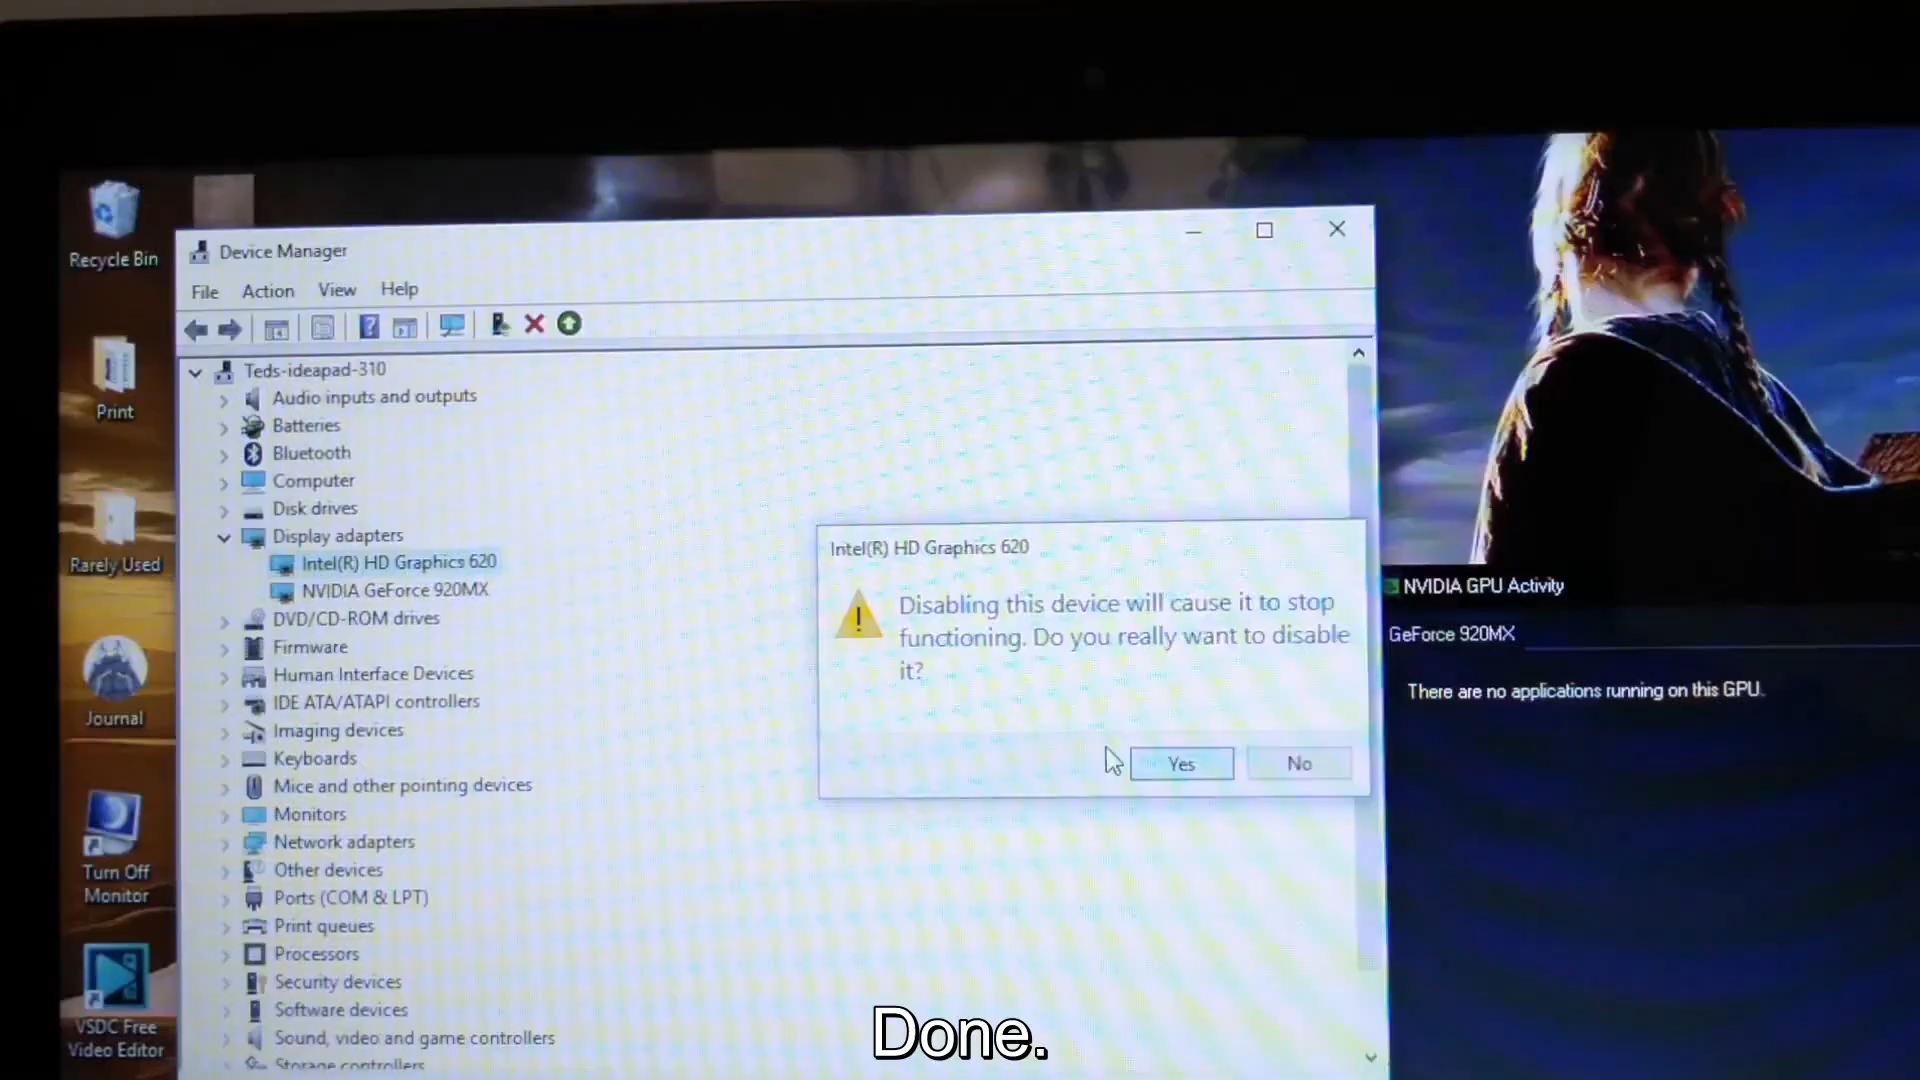 Recycle Bin
Print
Rarely Used
Journal
Turn Off
Monitor
VSDC Free
Video Editor
Device Manager
File Action View Help
Teds-ideapad-310
Audio inputs and outputs
Batteries
Bluetooth
Computer
Disk drives
Display adapters
Intel(R) HD Graphics 620
NVIDIA GeForce 920MX
DVD/CD-ROM drives
Firmware
Human Interface Devices
IDE ATA/ATAPI controllers
Imaging devices
Keyboards
Mice and other pointing devices
Monitors
Network adapters
Other devices
Ports (COM & LPT)
Print queues
Processors
Security devices
Software devices
Sound, video and game controllers
Storage controllers
Intel(R) HD Graphics 620
Disabling this device will cause it to stop
functioning. Do you really want to disable
it?
Yes No
NVIDIA GPU Activity
GeForce 920MX
There are no applications running on this GPU.
Done.